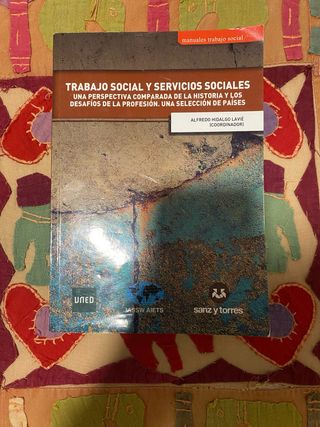 manuales trabajo social
TRABAJO SOCIAL Y SERVICIOS SOCIALES
UNA PERSPECTIVA COMPARADA DE LA HISTORIA Y LOS
DESAFÍOS DE LA PROFESIÓN. UNA SELECCIÓN DE PAÍSES
ALFREDO HIDALGO LAVIÉ
(COORDINADOR)
UNED
IASSW AIETS
sanz y torres